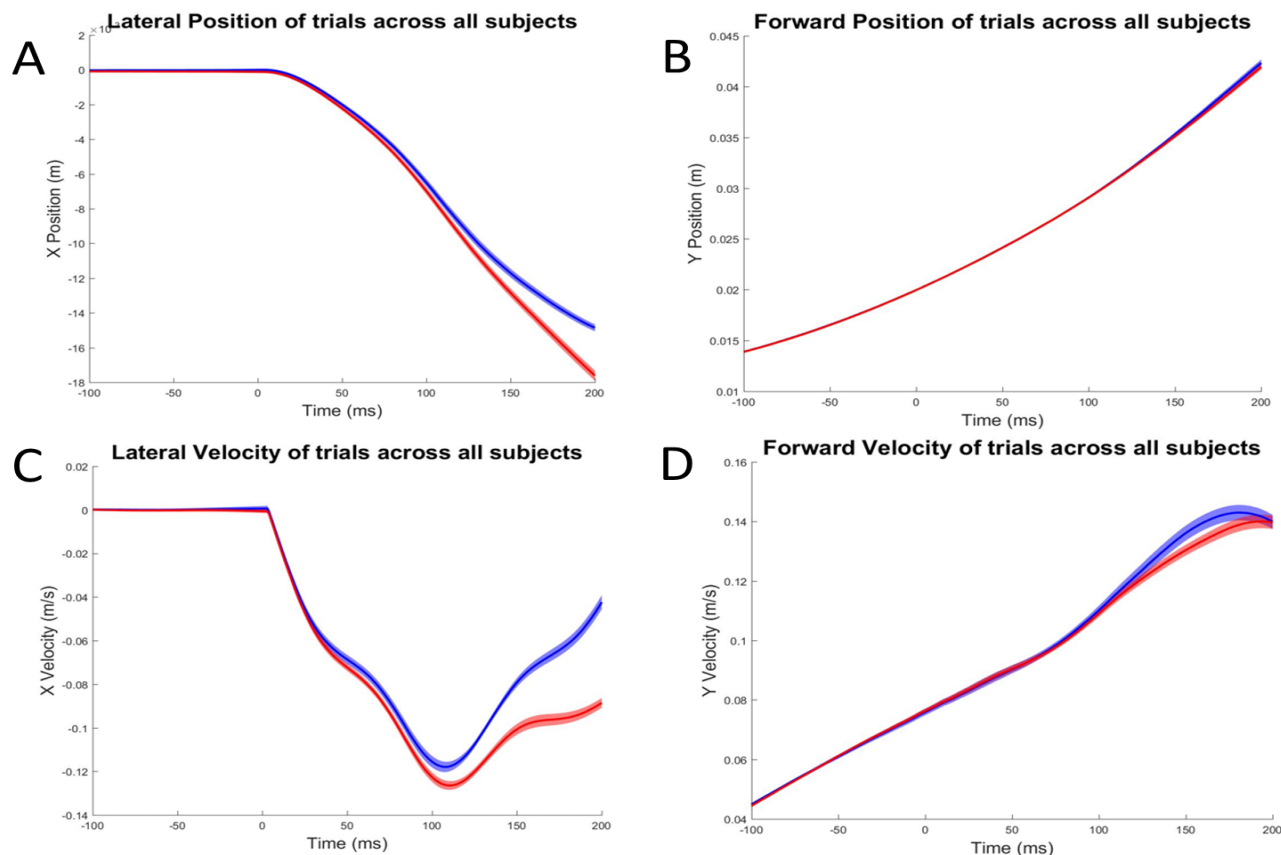 A
Lateral Position of trials across all subjects
×10
2
0
-2
-4
-6
-8
-10
-12
-14
-16
-18
X Position (m)
-100 -50 0 50 100 150 200
Time (ms)
B
Forward Position of trials across all subjects
0.045
0.04
0.035
0.03
0.025
0.02
0.015
0.01
Y Position (m)
-100 -50 0 50 100 150 200
Time (ms)
C
Lateral Velocity of trials across all subjects
0.02
0
-0.02
-0.04
-0.06
-0.08
-0.1
-0.12
-0.14
X Velocity (m/s)
-100 -50 0 50 100 150 200
Time (ms)
D
Forward Velocity of trials across all subjects
0.16
0.14
0.12
0.1
0.08
0.06
0.04
Y Velocity (m/s)
-100 -50 0 50 100 150 200
Time (ms)